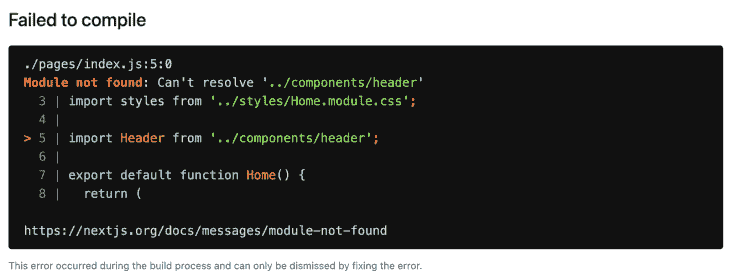 Failed to compile
./pages/index.js:5:0
Module not found: Can't resolve '../components/header'
3 | import styles from '../styles/Home.module.css';
4 |
> 5 | import Header from '../components/header';
6 |
7 | export default function Home() {
8 |   return (
https://nextjs.org/docs/messages/module-not-found
This error occurred during the build process and can only be dismissed by fixing the error.